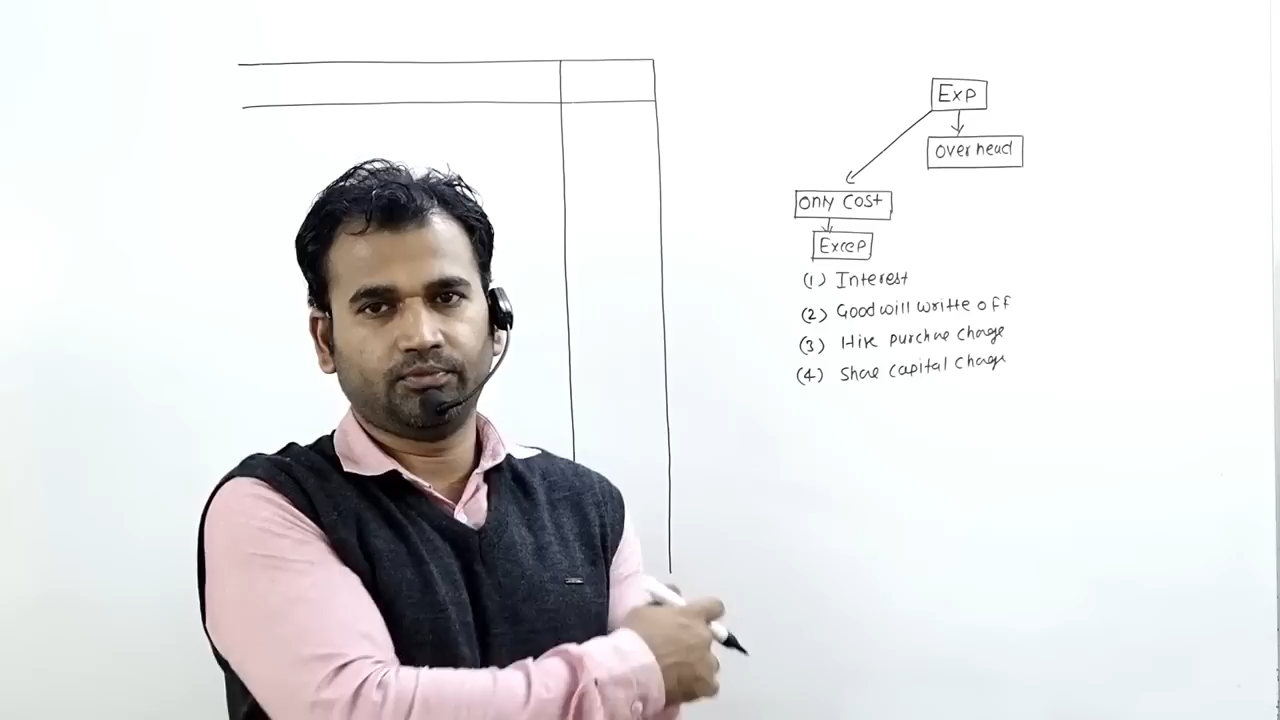 Exp
over head
only cost
Excep
(1) Interest
(2) Goodwill writte off
(3) Hire purchae charge
(4) Share capital charge